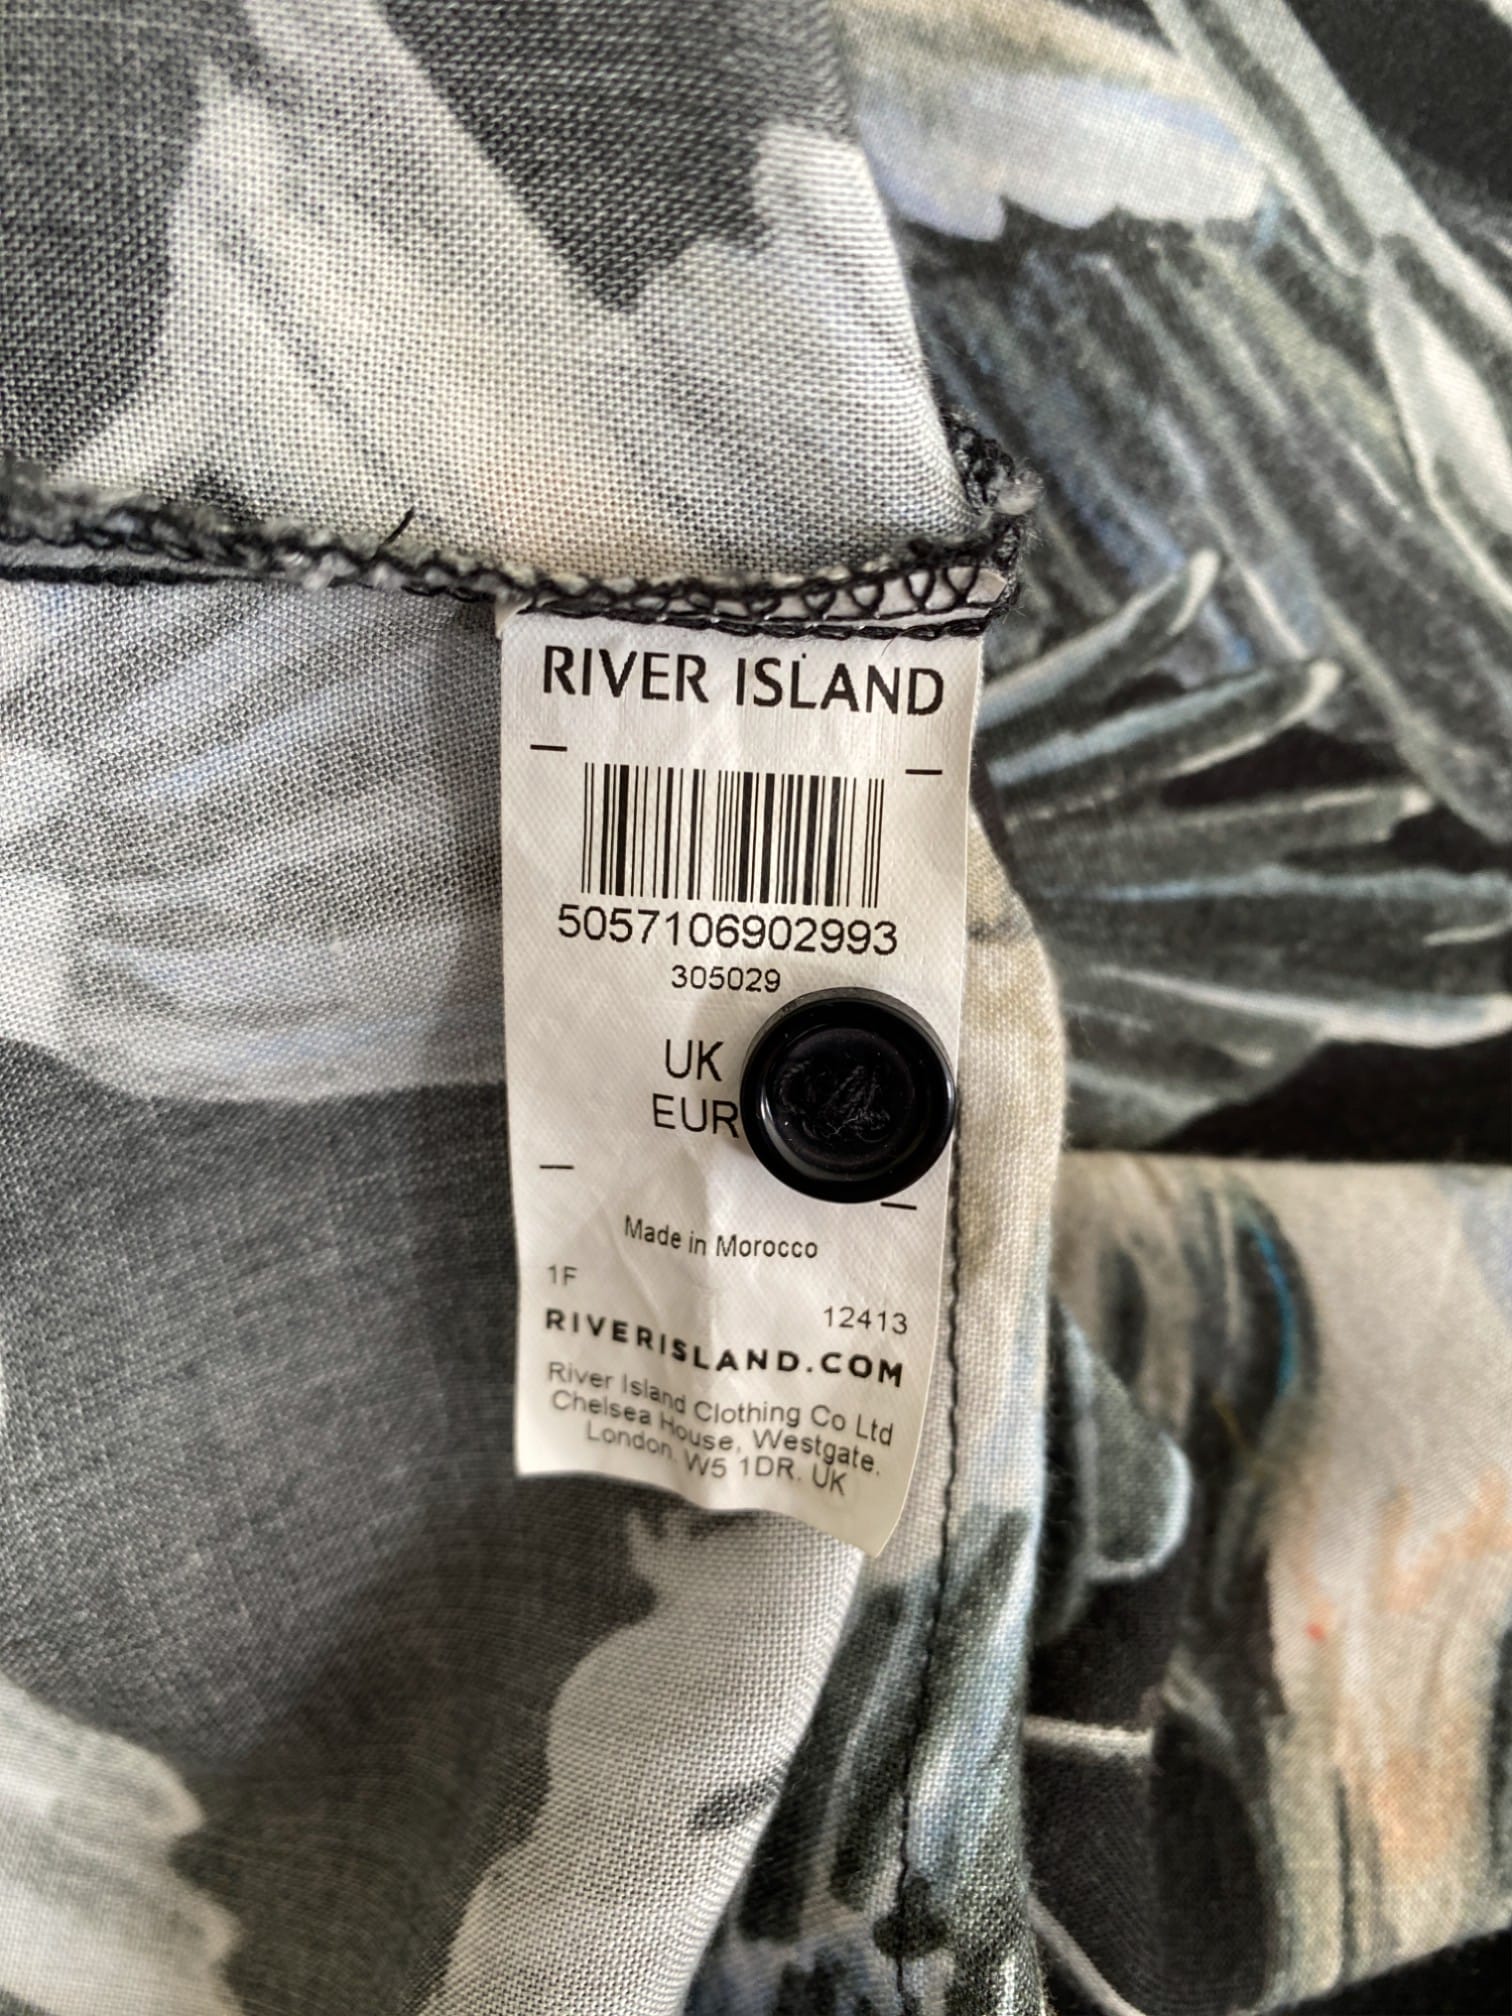 RIVER ISLAND
5057106902993
305029
UK
EUR
Made in Morocco
1F
12413
RIVERISLAND.COM
River Island Clothing Co Ltd
Chelsea House, Westgate,
London, W5 1DR. UK